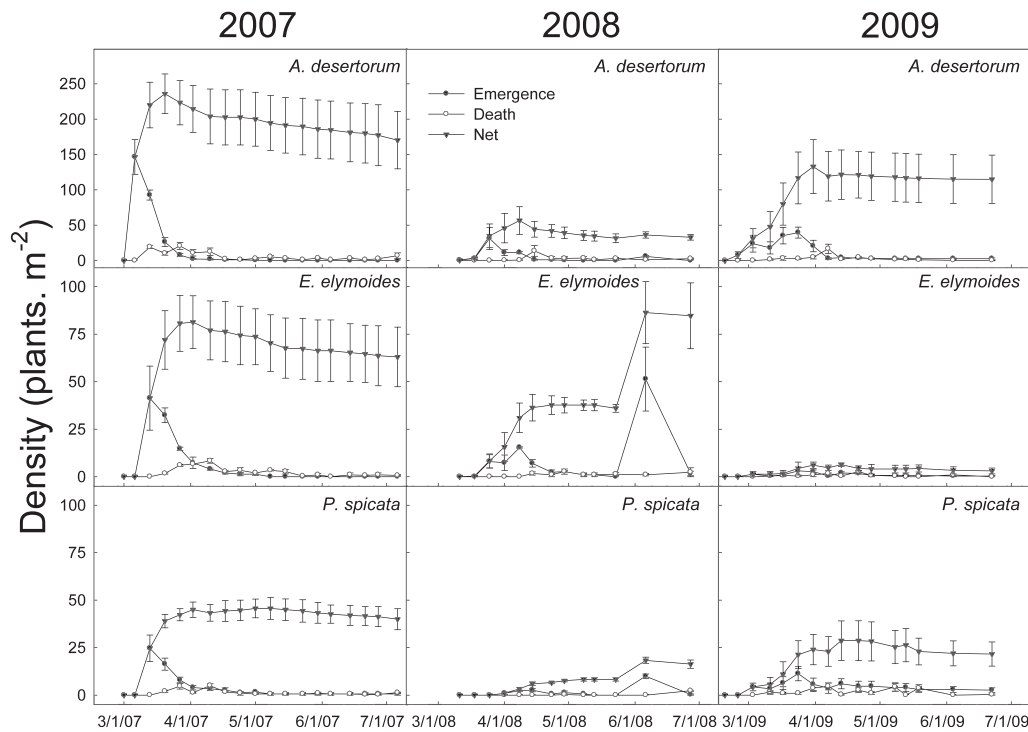 2007 2008 2009
A. desertorum A. desertorum A. desertorum
Emergence
Death
Net
250
200
150
100
50
0
E. elymoides E. elymoides E. elymoides
100
75
50
25
0
P. spicata P. spicata P. spicata
100
75
50
25
0
Density (plants. m-2)
3/1/07 4/1/07 5/1/07 6/1/07 7/1/07 3/1/08 4/1/08 5/1/08 6/1/08 7/1/08 3/1/09 4/1/09 5/1/09 6/1/09 7/1/09